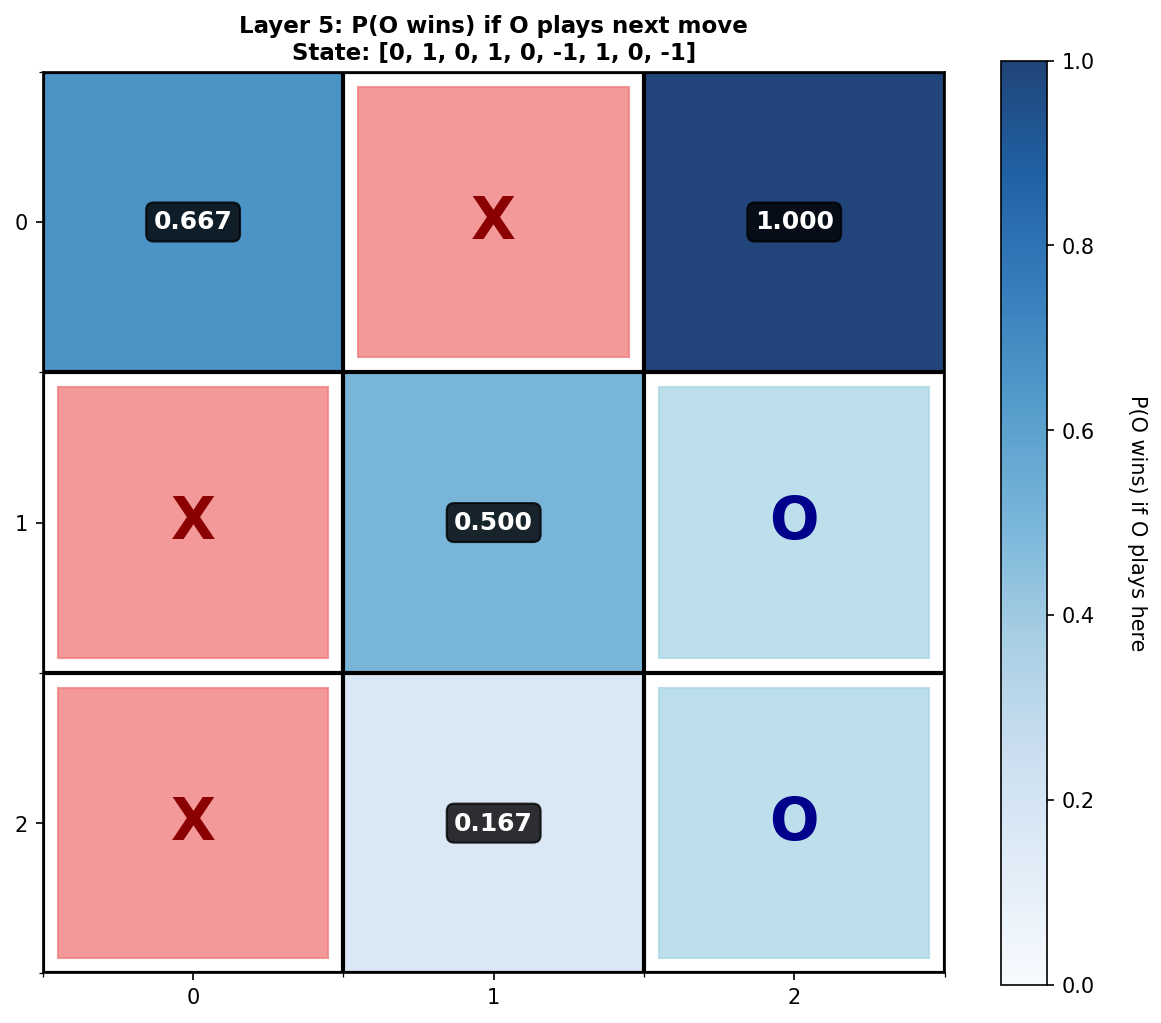 Layer 5: P(O wins) if O plays next move
State: [0, 1, 0, 1, 0, -1, 1, 0, -1]
0.667
X
1.000
X
0.500
O
X
0.167
O
0
1
2
0
1
2
1.0
0.8
0.6
0.4
0.2
0.0
P(O wins) if O plays here